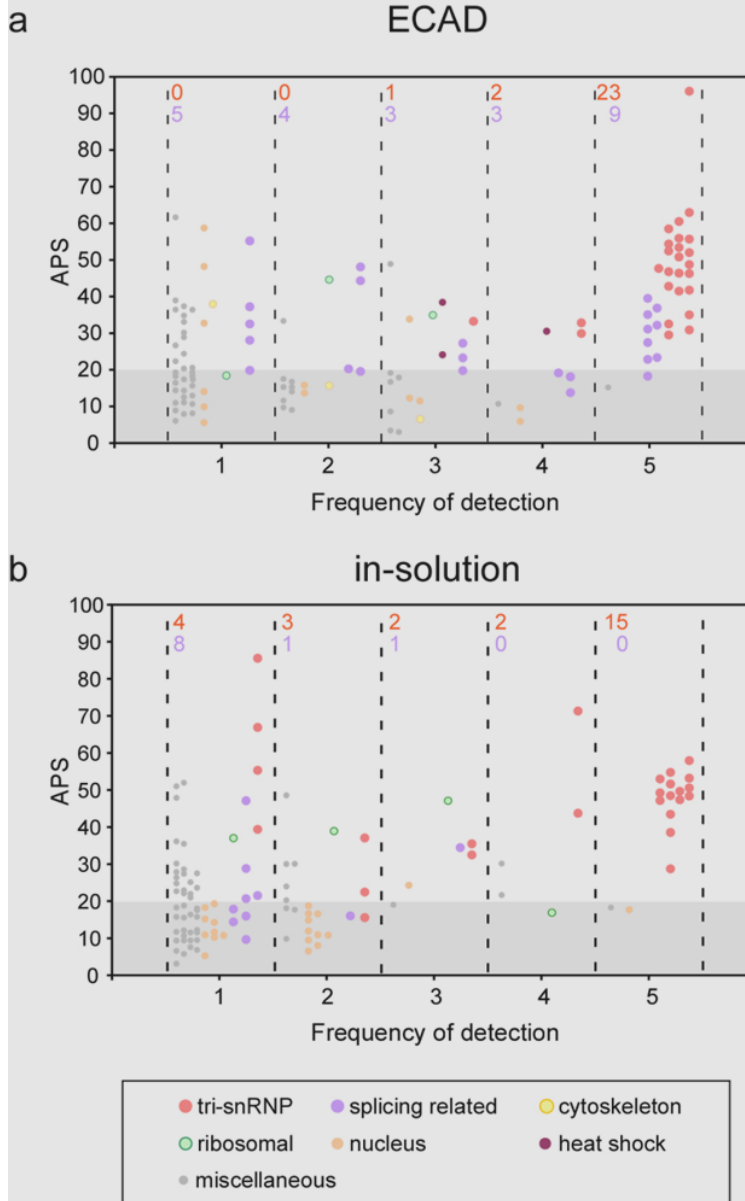 a
ECAD
100
90
80
70
60
50
40
30
20
10
0
APS
0 0 1 2 23
5 4 3 3 9
1 2 3 4 5
Frequency of detection
b
in-solution
100
90
80
70
60
50
40
30
20
10
0
APS
4 3 2 2 15
8 1 1 0 0
1 2 3 4 5
Frequency of detection
tri-snRNP splicing related cytoskeleton
ribosomal nucleus heat shock
miscellaneous